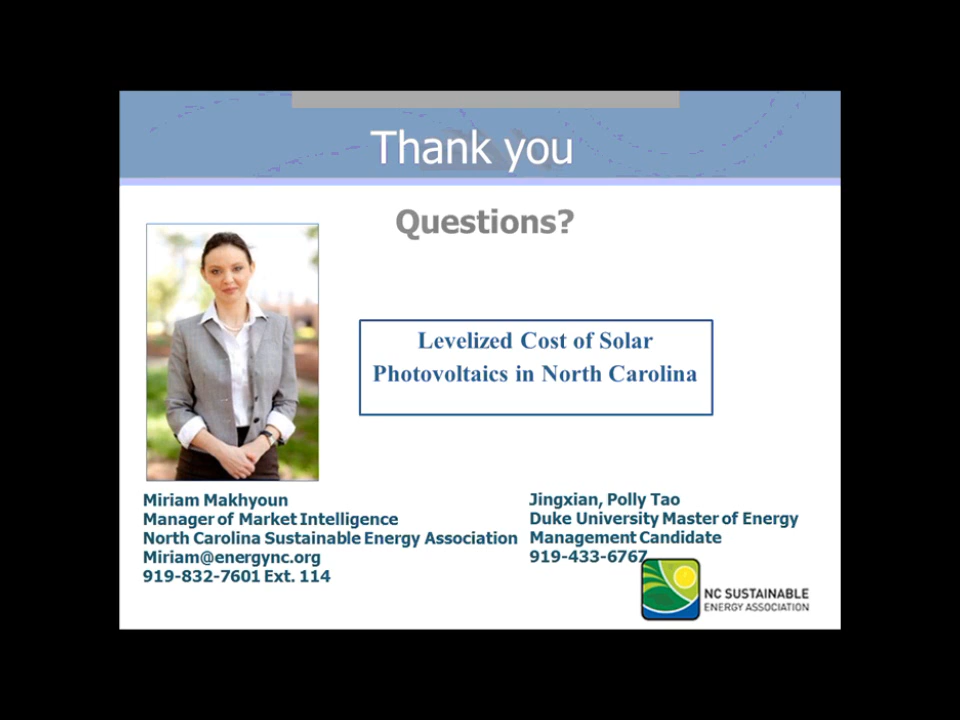 Thank you
Questions?
Levelized Cost of Solar
Photovoltaics in North Carolina
Miriam Makhyoun
Manager of Market Intelligence
North Carolina Sustainable Energy Association
Miriam@energync.org
919-832-7601 Ext. 114
Jingxian, Polly Tao
Duke University Master of Energy
Management Candidate
919-433-6767
NC SUSTAINABLE
ENERGY ASSOCIATION